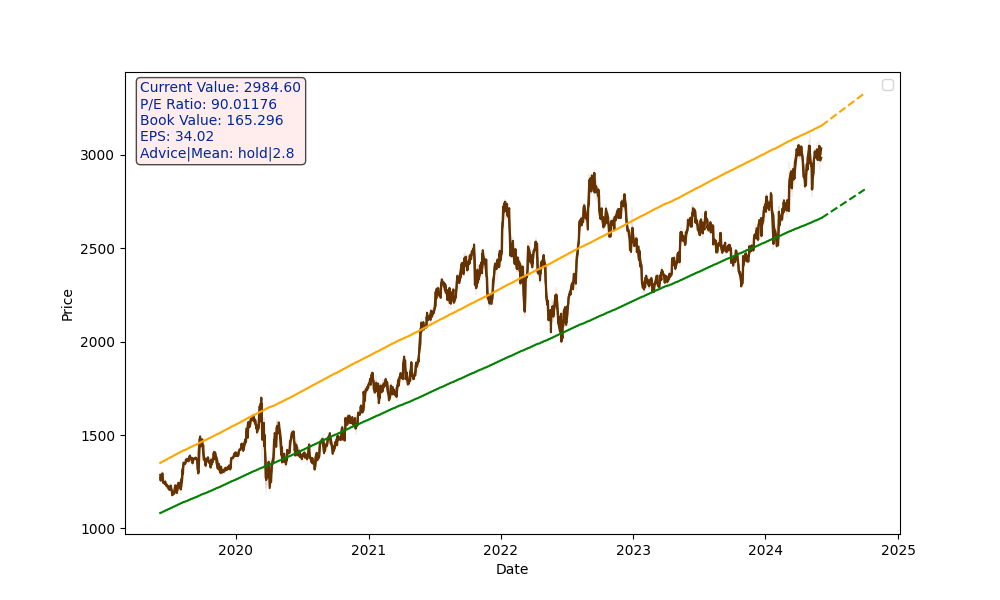 Current Value: 2984.60
P/E Ratio: 90.01176
Book Value: 165.296
EPS: 34.02
Advice|Mean: hold|2.8
3000
2500
2000
1500
1000
Price
2020 2021 2022 2023 2024 2025
Date